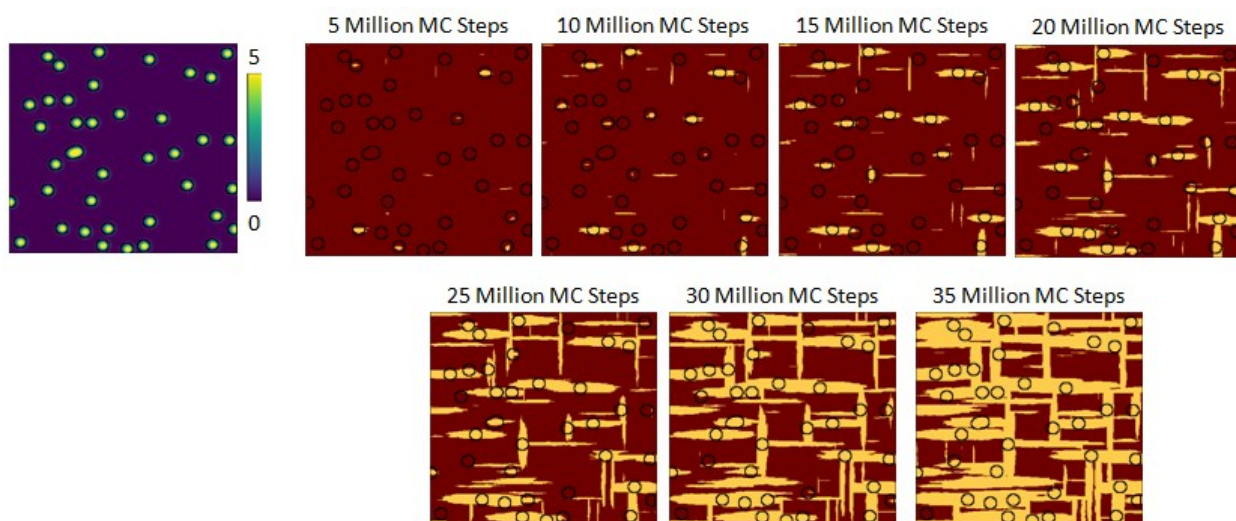 5 Million MC Steps
10 Million MC Steps
15 Million MC Steps
20 Million MC Steps
5
0
25 Million MC Steps
30 Million MC Steps
35 Million MC Steps